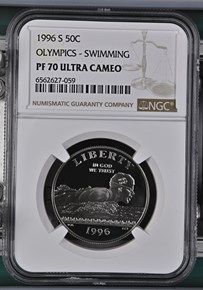 1996 S 50C
OLYMPICS - SWIMMING
PF 70 ULTRA CAMEO
6562627-059
NUMISMATIC GUARANTY COMPANY
NGC
LIBERTY
IN GOD
WE TRUST
1996